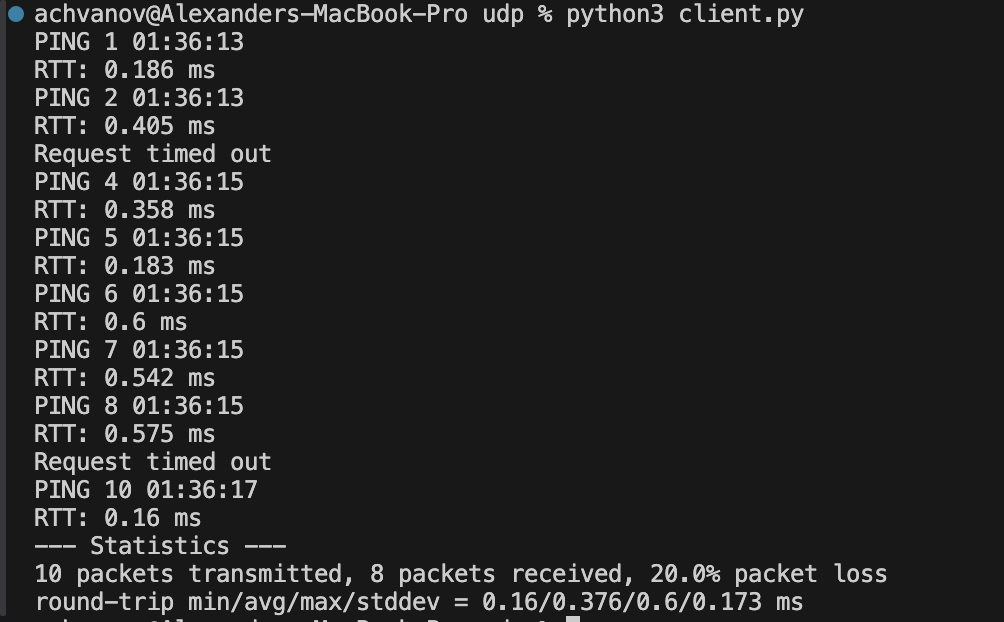 achvanov@Alexanders-MacBook-Pro udp % python3 client.py
PING 1 01:36:13
RTT: 0.186 ms
PING 2 01:36:13
RTT: 0.405 ms
Request timed out
PING 4 01:36:15
RTT: 0.358 ms
PING 5 01:36:15
RTT: 0.183 ms
PING 6 01:36:15
RTT: 0.6 ms
PING 7 01:36:15
RTT: 0.542 ms
PING 8 01:36:15
RTT: 0.575 ms
Request timed out
PING 10 01:36:17
RTT: 0.16 ms
--- Statistics ---
10 packets transmitted, 8 packets received, 20.0% packet loss
round-trip min/avg/max/stddev = 0.16/0.376/0.6/0.173 ms